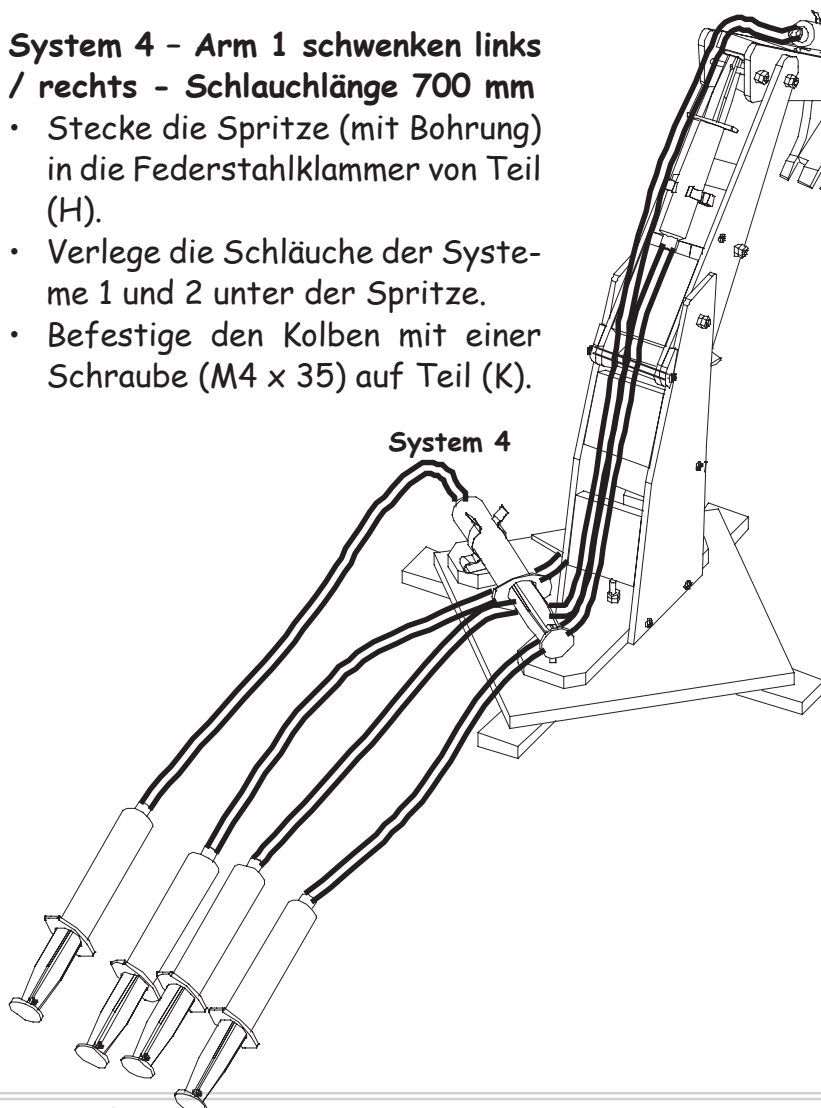 System 4 – Arm 1 schwenken links
/ rechts - Schlauchlänge 700 mm
• Stecke die Spritze (mit Bohrung)
in die Federstahlklammer von Teil
(H).
• Verlege die Schläuche der Syste-
me 1 und 2 unter der Spritze.
• Befestige den Kolben mit einer
Schraube (M4 x 35) auf Teil (K).
System 4